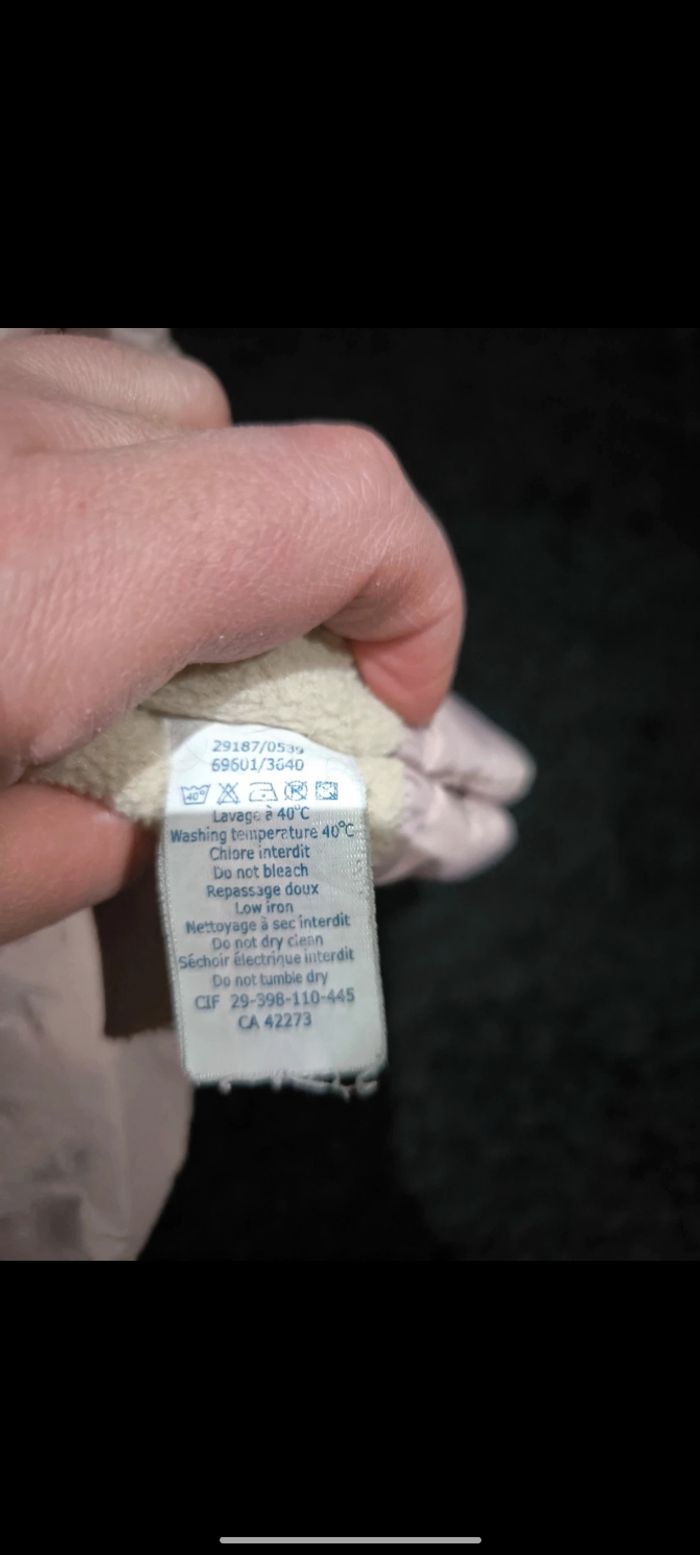 29187/0539
69601/3640
40°
Lavage à 40°C
Washing temperature 40°C
Chlore interdit
Do not bleach
Repassage doux
Low iron
Nettoyage à sec interdit
Do not dry clean
Séchoir électrique interdit
Do not tumble dry
CIF 29-398-110-445
CA 42273